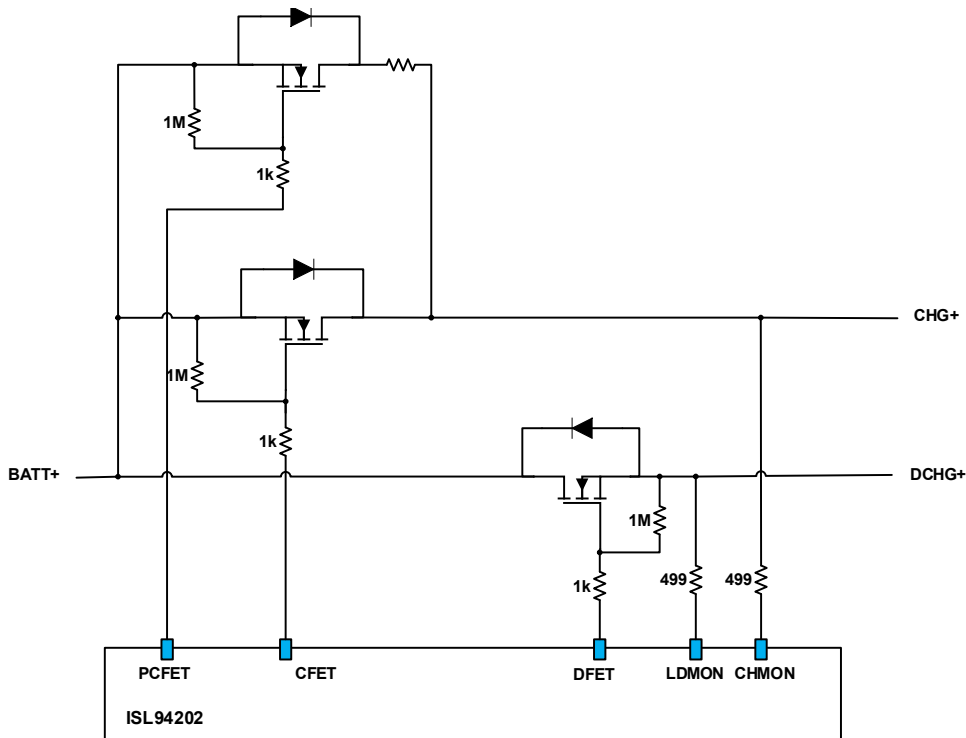 1M
1k
CHG+
1M
1k
BATT+
DCHG+
1M
1k
499
499
PCFET
CFET
DFET
LDMON
CHMON
ISL94202